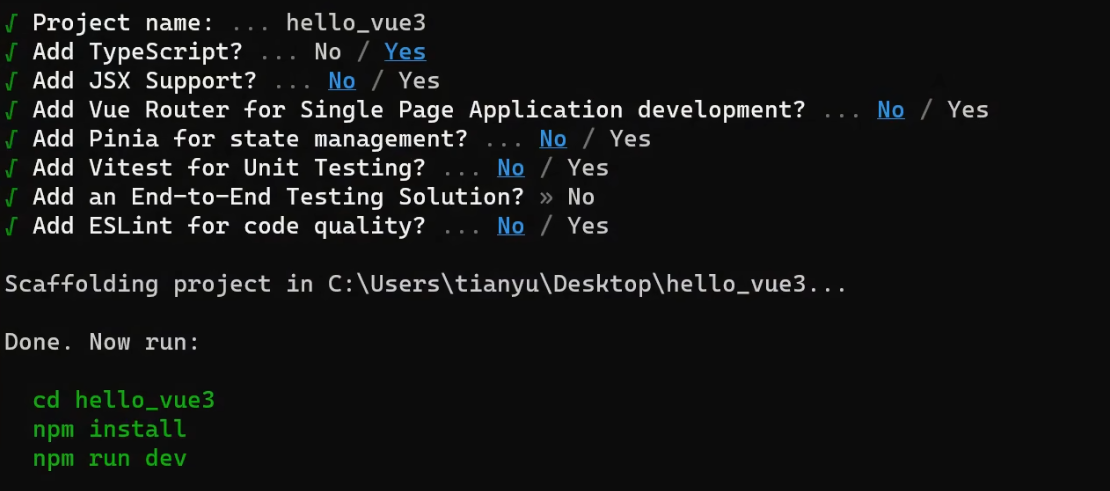 √ Project name: ... hello_vue3
√ Add TypeScript? ... No / Yes
√ Add JSX Support? ... No / Yes
√ Add Vue Router for Single Page Application development? ... No / Yes
√ Add Pinia for state management? ... No / Yes
√ Add Vitest for Unit Testing? ... No / Yes
√ Add an End-to-End Testing Solution? » No
√ Add ESLint for code quality? ... No / Yes
Scaffolding project in C:\Users\tianyu\Desktop\hello_vue3...
Done. Now run:
cd hello_vue3
npm install
npm run dev